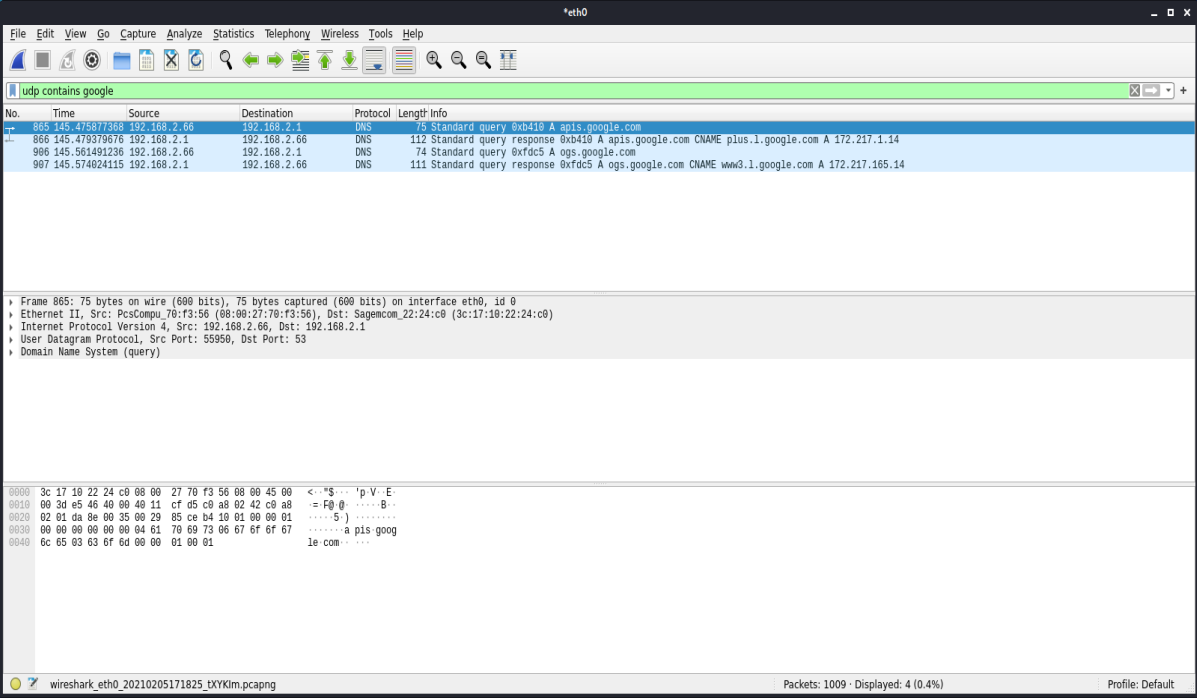 *eth0
File Edit View Go Capture Analyze Statistics Telephony Wireless Tools Help
udp contains google
No. Time Source Destination Protocol Length Info
865 145.475877368 192.168.2.66 192.168.2.1 DNS 75 Standard query 0xb410 A apis.google.com
866 145.479379676 192.168.2.1 192.168.2.66 DNS 112 Standard query response 0xb410 A apis.google.com CNAME plus.l.google.com A 172.217.1.14
906 145.561491236 192.168.2.66 192.168.2.1 DNS 74 Standard query 0xfdc5 A ogs.google.com
907 145.574024115 192.168.2.1 192.168.2.66 DNS 111 Standard query response 0xfdc5 A ogs.google.com CNAME www3.l.google.com A 172.217.165.14
Frame 865: 75 bytes on wire (600 bits), 75 bytes captured (600 bits) on interface eth0, id 0
Ethernet II, Src: PcsCompu_70:f3:56 (08:00:27:70:f3:56), Dst: Sagemcom_22:24:c0 (3c:17:10:22:24:c0)
Internet Protocol Version 4, Src: 192.168.2.66, Dst: 192.168.2.1
User Datagram Protocol, Src Port: 55950, Dst Port: 53
Domain Name System (query)
0000 3c 17 10 22 24 c0 08 00 27 70 f3 56 08 00 45 00 <··"$··· 'p·V··E·
0010 00 3d e5 46 40 00 40 11 cf d5 c0 a8 02 42 c0 a8 ·=·F@·@· ·····B··
0020 02 01 da 8e 00 35 00 29 85 ce b4 10 01 00 00 01 ·····5·) ········
0030 00 00 00 00 00 00 04 61 70 69 73 06 67 6f 6f 67 ·······a pis·goog
0040 6c 65 03 63 6f 6d 00 00 01 00 01 le·com·· ···
wireshark_eth0_20210205171825_tXYKIm.pcapng Packets: 1009 · Displayed: 4 (0.4%) Profile: Default